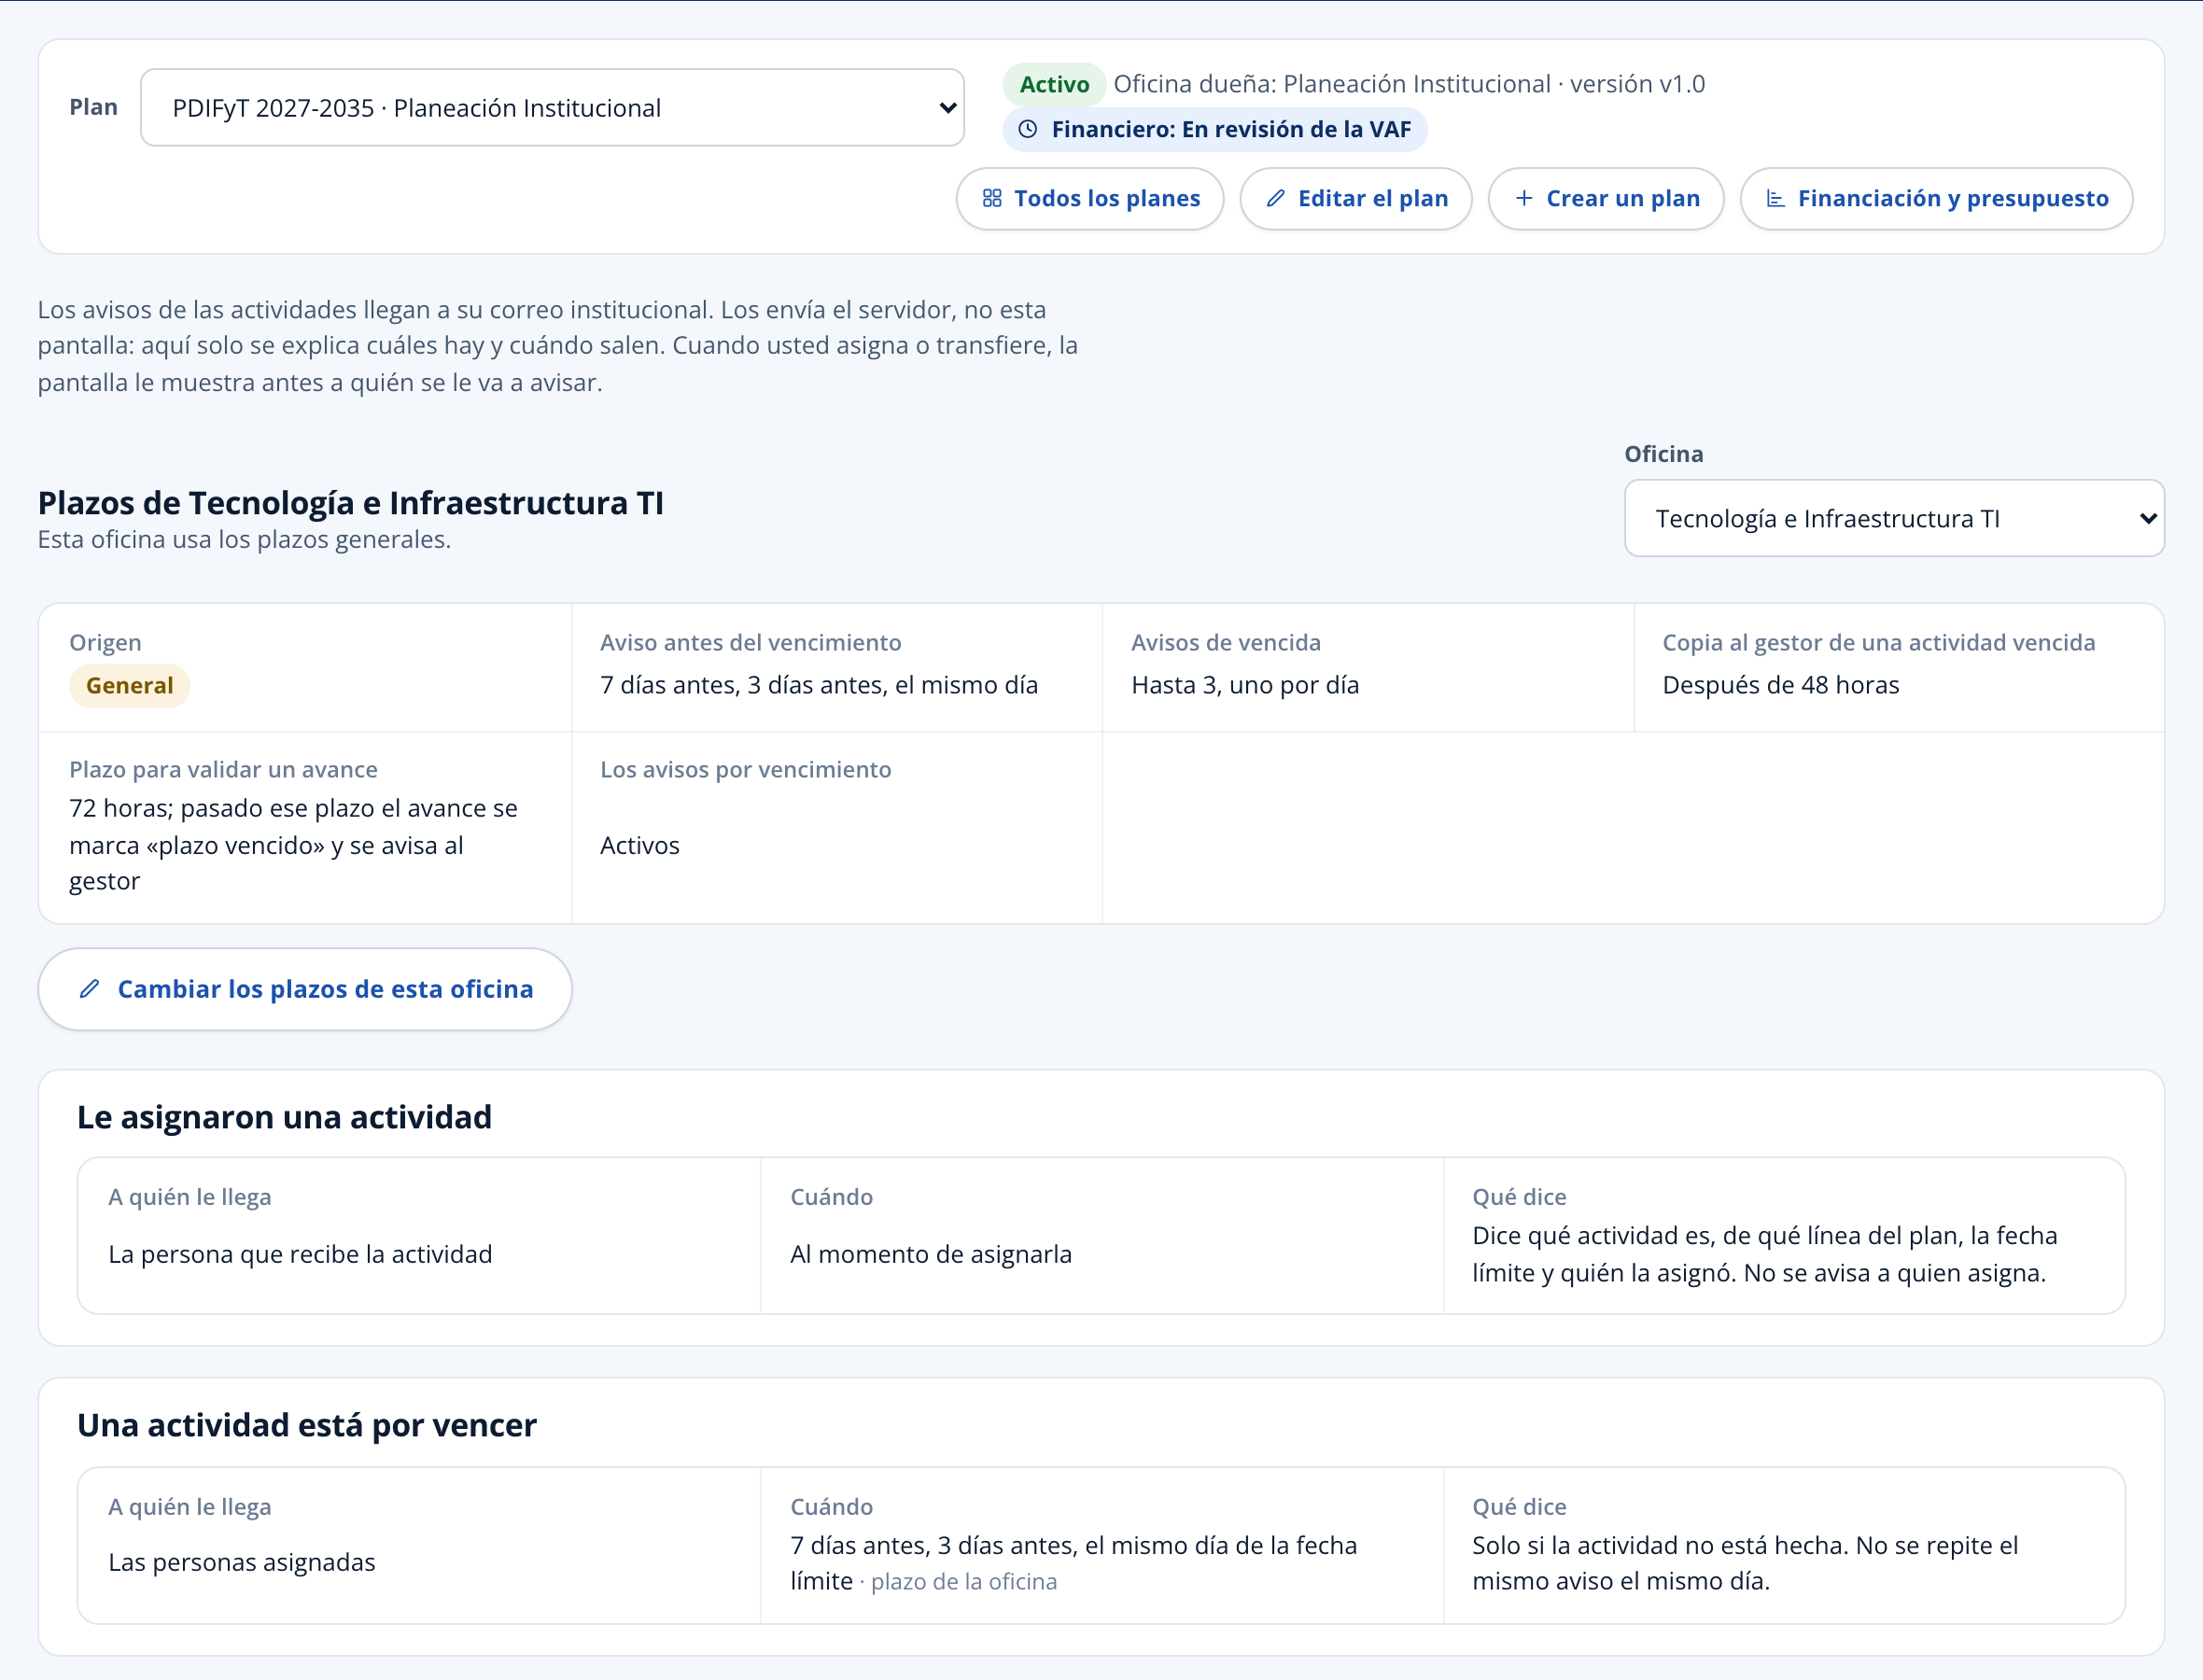 Plan
PDIFyT 2027-2035 · Planeación Institucional
Activo Oficina dueña: Planeación Institucional · versión v1.0
Financiero: En revisión de la VAF
Todos los planes
Editar el plan
Crear un plan
Financiación y presupuesto
Los avisos de las actividades llegan a su correo institucional. Los envía el servidor, no esta
pantalla: aquí solo se explica cuáles hay y cuándo salen. Cuando usted asigna o transfiere, la
pantalla le muestra antes a quién se le va a avisar.
Oficina
Tecnología e Infraestructura TI
Plazos de Tecnología e Infraestructura TI
Esta oficina usa los plazos generales.
Origen
General
Aviso antes del vencimiento
7 días antes, 3 días antes, el mismo día
Avisos de vencida
Hasta 3, uno por día
Copia al gestor de una actividad vencida
Después de 48 horas
Plazo para validar un avance
72 horas; pasado ese plazo el avance se
marca «plazo vencido» y se avisa al
gestor
Los avisos por vencimiento
Activos
Cambiar los plazos de esta oficina
Le asignaron una actividad
A quién le llega
La persona que recibe la actividad
Cuándo
Al momento de asignarla
Qué dice
Dice qué actividad es, de qué línea del plan, la fecha
límite y quién la asignó. No se avisa a quien asigna.
Una actividad está por vencer
A quién le llega
Las personas asignadas
Cuándo
7 días antes, 3 días antes, el mismo día de la fecha
límite · plazo de la oficina
Qué dice
Solo si la actividad no está hecha. No se repite el
mismo aviso el mismo día.